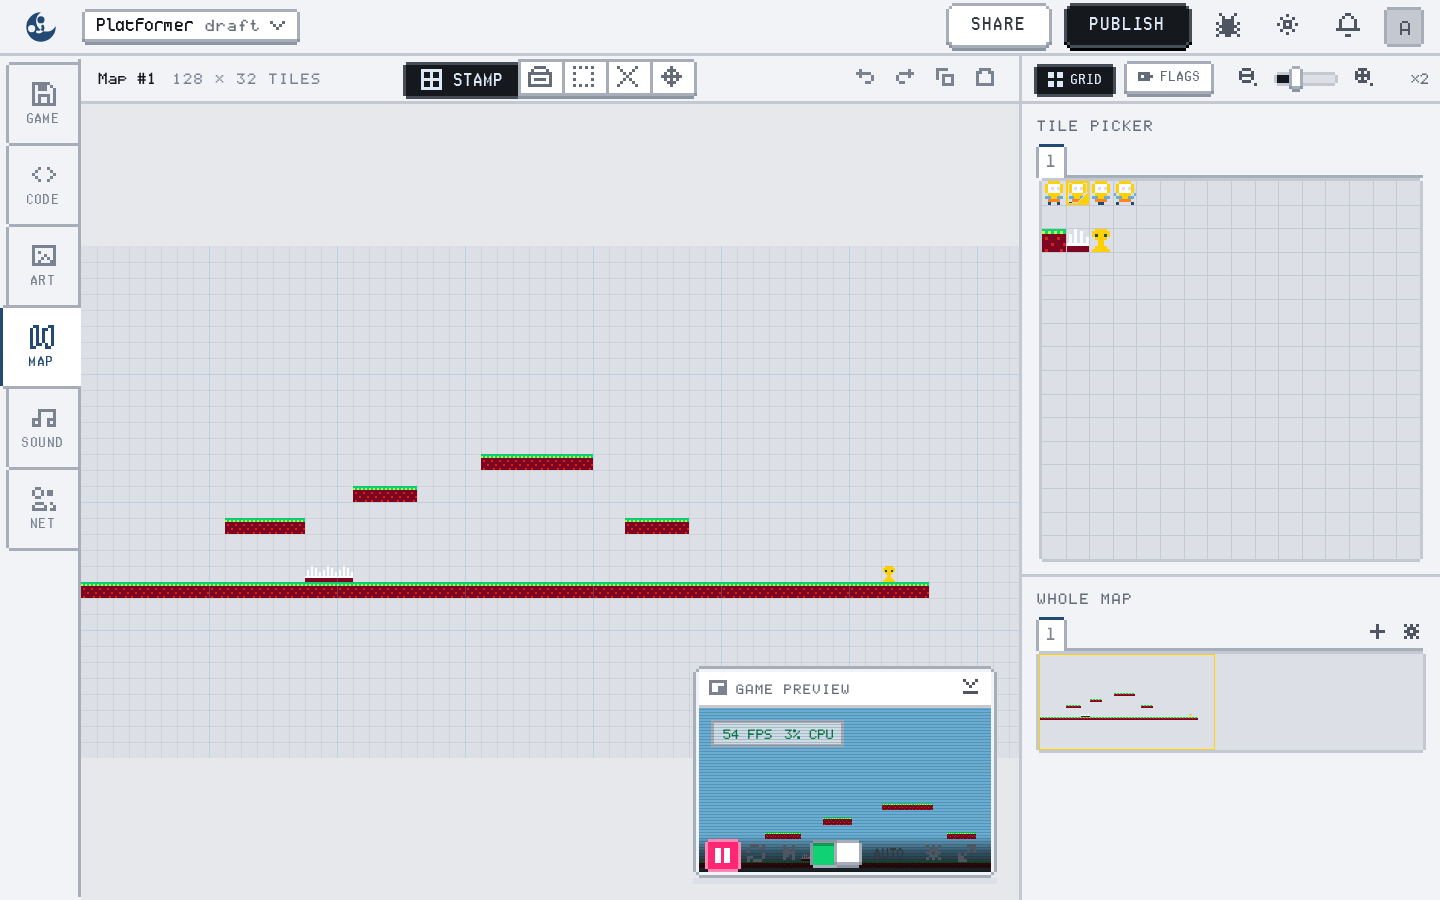 Platformer draft
SHARE
PUBLISH
A
GAME
CODE
ART
MAP
SOUND
NET
Map #1 128 × 32 TILES
STAMP
GRID
FLAGS
×2
TILE PICKER
1
WHOLE MAP
1
GAME PREVIEW
54 FPS 3% CPU
AUTO